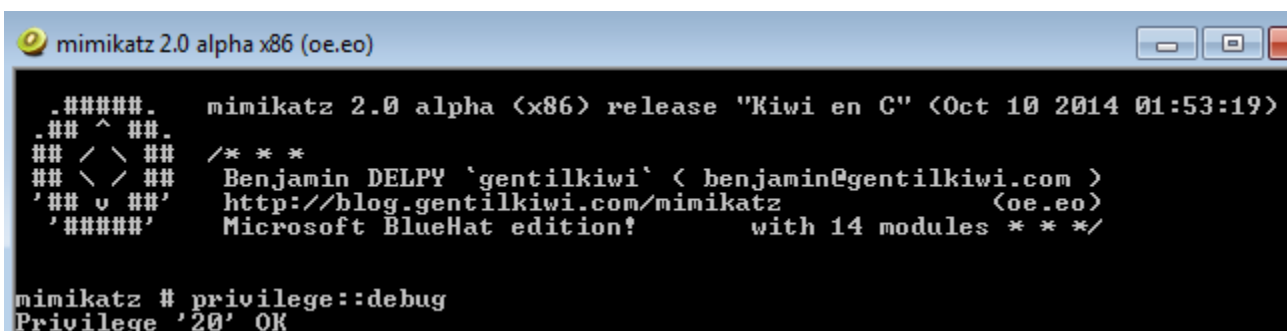 mimikatz 2.0 alpha x86 (oe.eo)
.#####.   mimikatz 2.0 alpha (x86) release "Kiwi en C" (Oct 10 2014 01:53:19)
.## ^ ##.
## / \ ##  /* * *
## \ / ##   Benjamin DELPY `gentilkiwi` ( benjamin@gentilkiwi.com )
'## v ##'   http://blog.gentilkiwi.com/mimikatz             (oe.eo)
'#####'    Microsoft BlueHat edition!       with 14 modules * * */
mimikatz # privilege::debug
Privilege '20' OK